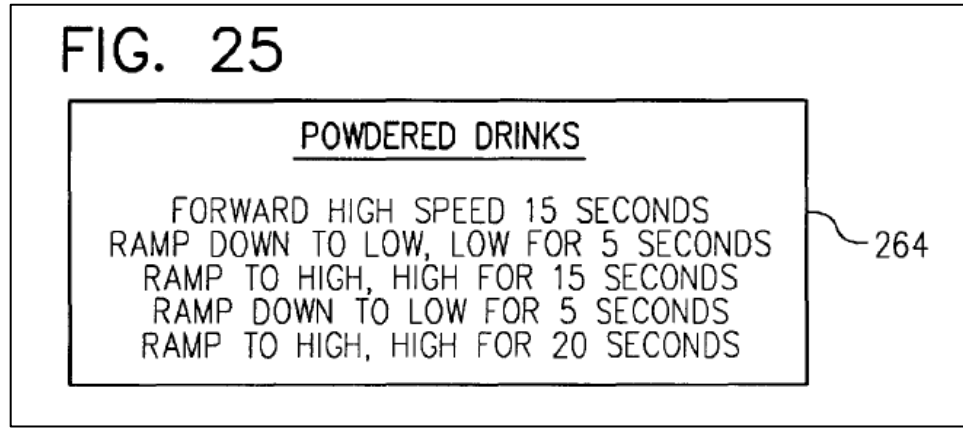 FIG. 25
POWDERED DRINKS
FORWARD HIGH SPEED 15 SECONDS
RAMP DOWN TO LOW, LOW FOR 5 SECONDS
RAMP TO HIGH, HIGH FOR 15 SECONDS
RAMP DOWN TO LOW FOR 5 SECONDS
RAMP TO HIGH, HIGH FOR 20 SECONDS
264